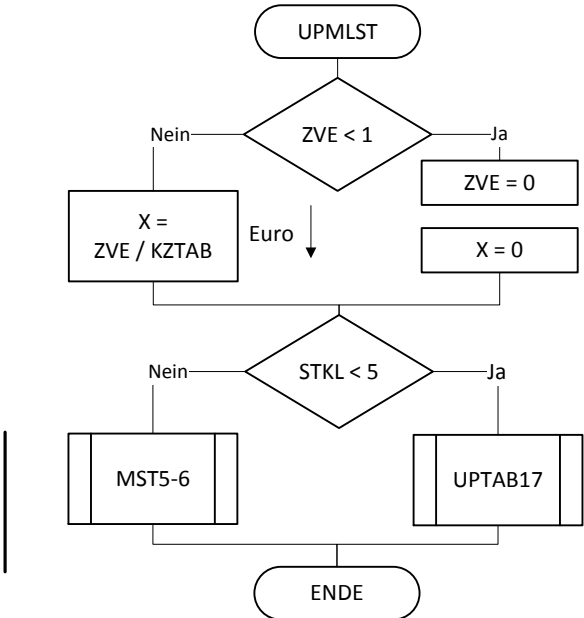 UPMLST
ZVE < 1
Nein
Ja
ZVE = 0
X =
ZVE / KZTAB
Euro
X = 0
STKL < 5
Nein
Ja
MST5-6
UPTAB17
ENDE